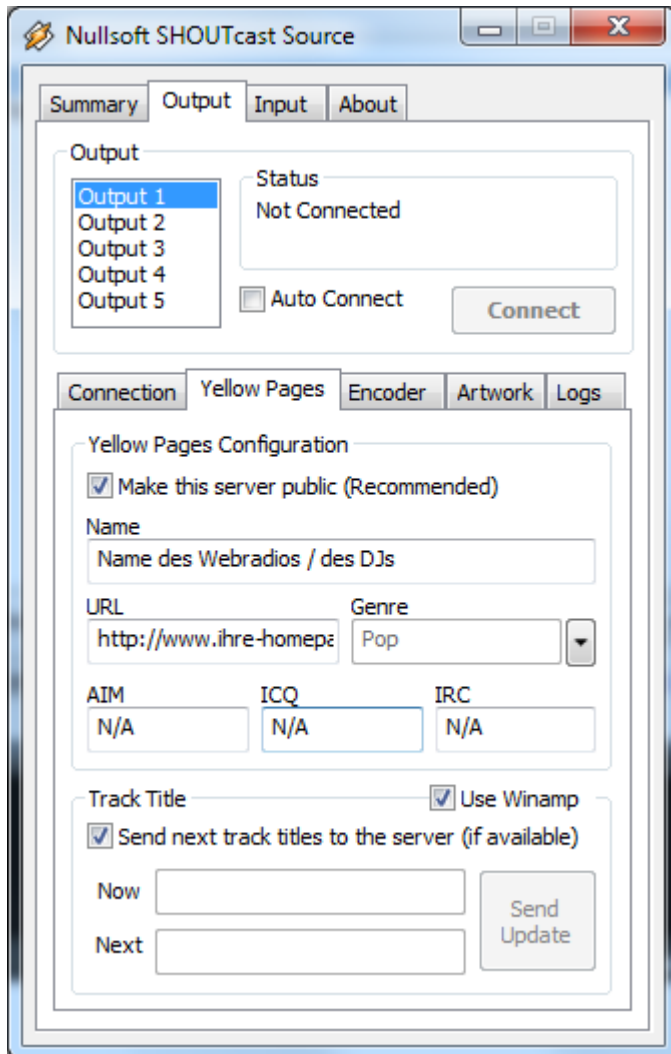 Nullsoft SHOUTcast Source
Summary Output Input About
Output
Output 1
Output 2
Output 3
Output 4
Output 5
Status
Not Connected
Auto Connect
Connect
Connection Yellow Pages Encoder Artwork Logs
Yellow Pages Configuration
Make this server public (Recommended)
Name
Name des Webradios / des DJs
URL Genre
http://www.ihre-homepa Pop
AIM ICQ IRC
N/A N/A N/A
Track Title Use Winamp
Send next track titles to the server (if available)
Now
Next
Send
Update